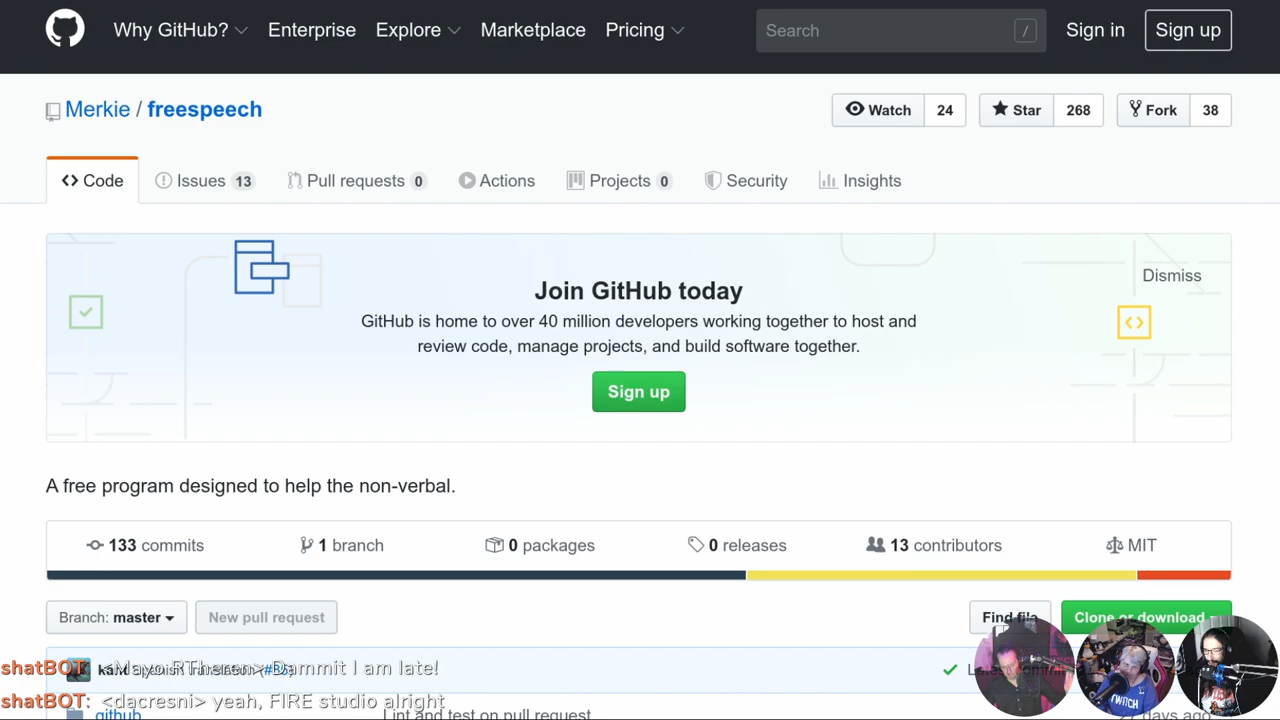 Why GitHub? Enterprise Explore Marketplace Pricing Search / Sign in Sign up
Merkie / freespeech Watch 24 Star 268 Fork 38
Code Issues 13 Pull requests 0 Actions Projects 0 Security Insights
Dismiss
Join GitHub today
GitHub is home to over 40 million developers working together to host and
review code, manage projects, and build software together.
Sign up
A free program designed to help the non-verbal.
133 commits 1 branch 0 packages 0 releases 13 contributors MIT
Branch: master New pull request Find file Clone or download
shatBOT: <Mayo_RTheren> Dammit I am late!
shatBOT: <dacresni> yeah, FIRE studio alright
github Lint and test on pull request days ago